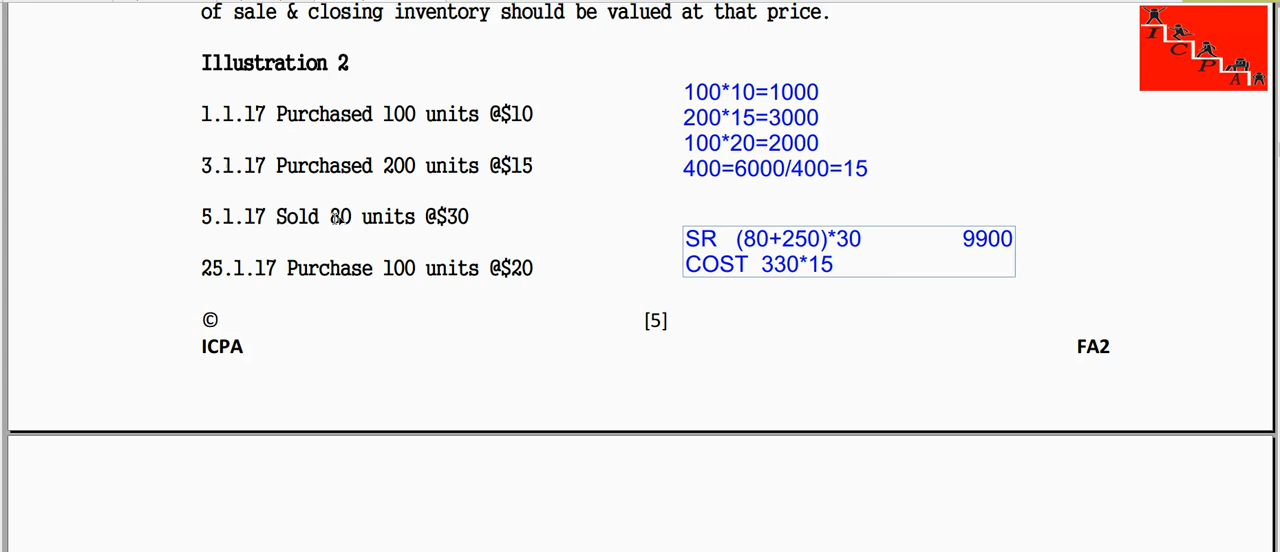 of sale & closing inventory should be valued at that price.
Illustration 2
1.1.17 Purchased 100 units @$10
3.1.17 Purchased 200 units @$15
5.1.17 Sold 80 units @$30
25.1.17 Purchase 100 units @$20
100*10=1000
200*15=3000
100*20=2000
400=6000/400=15
SR (80+250)*30 9900
COST 330*15
I C P A
©
ICPA
[5]
FA2